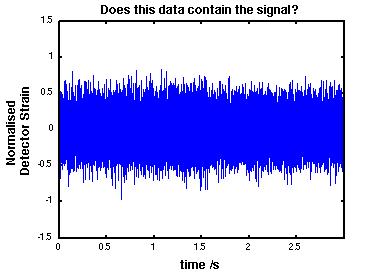 Does this data contain the signal?
1.5
1
0.5
0
-0.5
-1
-1.5
Normalised
Detector Strain
0 0.5 1 1.5 2 2.5
time /s